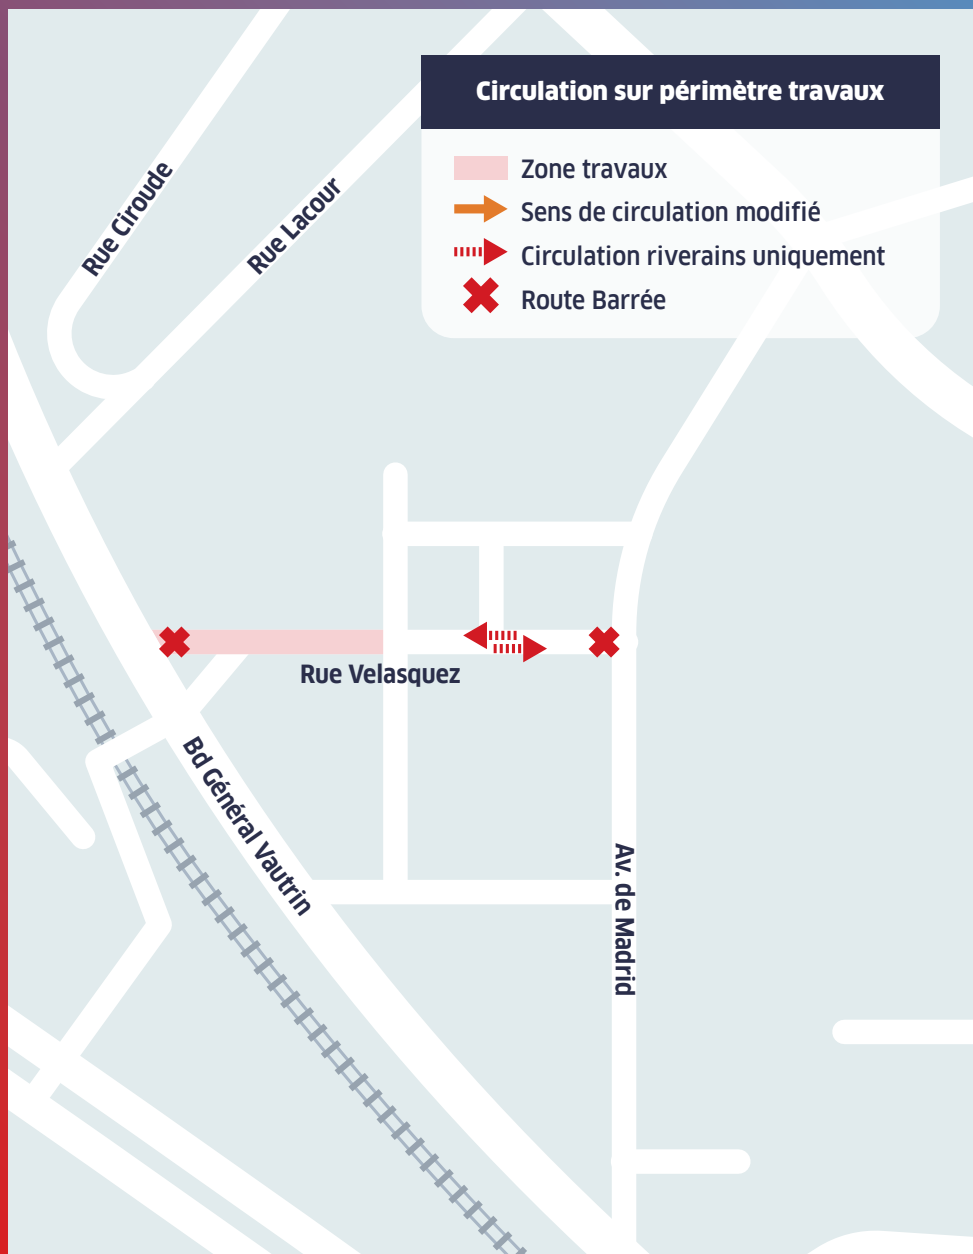 Circulation sur périmètre travaux
Zone travaux
Sens de circulation modifié
Circulation riverains uniquement
Route Barrée
Rue Ciroude
Rue Lacour
Rue Velasquez
Bd Général Vautrin
Av. de Madrid